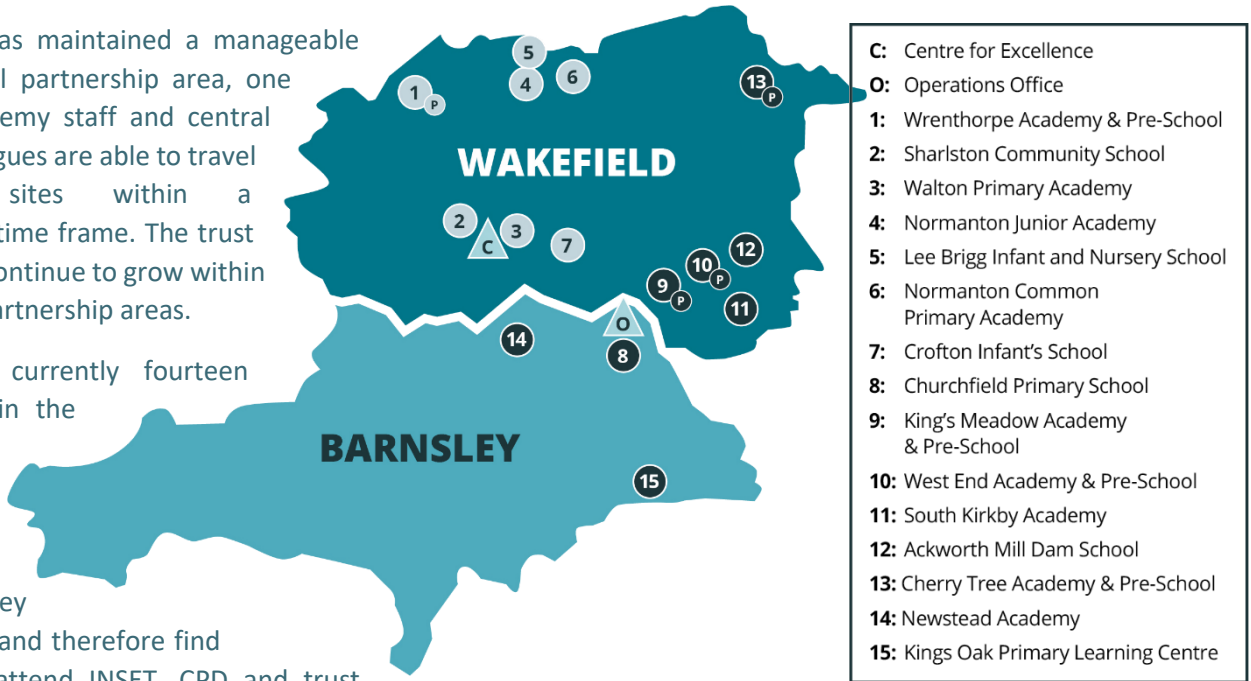 as maintained a manageable
l partnership area, one
emy staff and central
gues are able to travel
sites within a
time frame. The trust
ontinue to grow within
artnership areas.
currently fourteen
in the
ey
and therefore find
attend INSET, CPD and trust
5
4
6
1
P
13
P
WAKEFIELD
2
C
3
7
12
10
P
9
P
11
O
14
8
BARNSLEY
15
C: Centre for Excellence
O: Operations Office
1: Wrenthorpe Academy & Pre-School
2: Sharlston Community School
3: Walton Primary Academy
4: Normanton Junior Academy
5: Lee Brigg Infant and Nursery School
6: Normanton Common
Primary Academy
7: Crofton Infant's School
8: Churchfield Primary School
9: King's Meadow Academy
& Pre-School
10: West End Academy & Pre-School
11: South Kirkby Academy
12: Ackworth Mill Dam School
13: Cherry Tree Academy & Pre-School
14: Newstead Academy
15: Kings Oak Primary Learning Centre